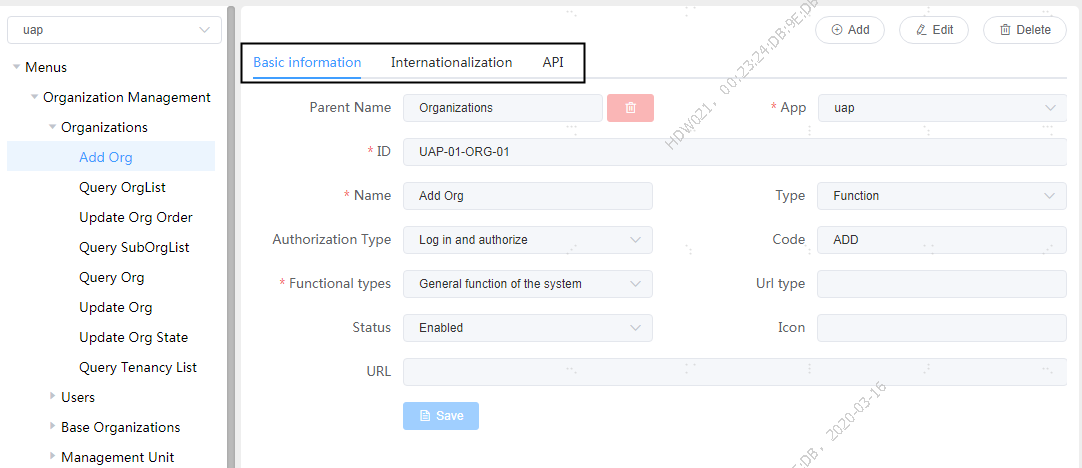 uap
Menus
Organization Management
Organizations
Add Org
Query OrgList
Update Org Order
Query SubOrgList
Query Org
Update Org
Update Org State
Query Tenancy List
Users
Base Organizations
Management Unit
Add Edit Delete
Basic information Internationalization API
Parent Name Organizations * App uap
* ID UAP-01-ORG-01
* Name Add Org Type Function
Authorization Type Log in and authorize Code ADD
* Functional types General function of the system Url type
Status Enabled Icon
URL
Save
HDW021, 00:23:24:DB:9E:DB
9E:DB, 2020-03-16